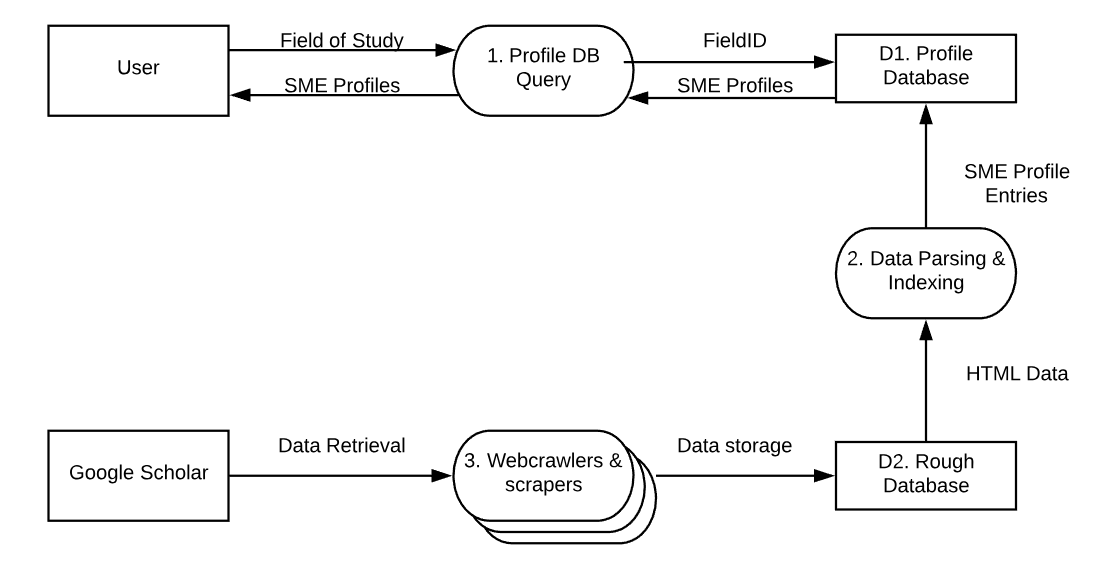 User
Field of Study
SME Profiles
1. Profile DB
Query
FieldID
SME Profiles
D1. Profile
Database
SME Profile
Entries
2. Data Parsing &
Indexing
HTML Data
Google Scholar
Data Retrieval
3. Webcrawlers &
scrapers
Data storage
D2. Rough
Database